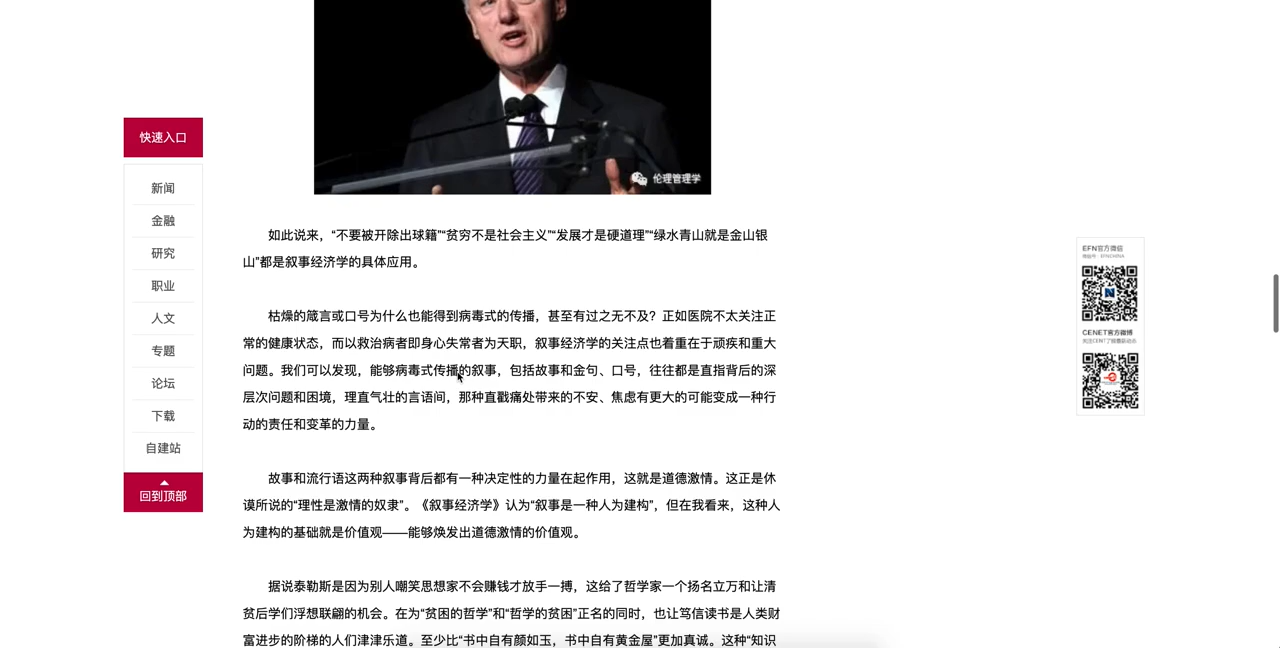 快速入口
新闻
金融
研究
职业
人文
专题
论坛
下载
自建站
回到顶部
伦理管理学
如此说来，“不要被开除出球籍”“贫穷不是社会主义”“发展才是硬道理”“绿水青山就是金山银
山”都是叙事经济学的具体应用。
枯燥的箴言或口号为什么也能得到病毒式的传播，甚至有过之无不及？正如医院不太关注正
常的健康状态，而以救治病者即身心失常者为天职，叙事经济学的关注点也着重在于顽疾和重大
问题。我们可以发现，能够病毒式传播的叙事，包括故事和金句、口号，往往都是直指背后的深
层次问题和困境，理直气壮的言语间，那种直戳痛处带来的不安、焦虑有更大的可能变成一种行
动的责任和变革的力量。
故事和流行语这两种叙事背后都有一种决定性的力量在起作用，这就是道德激情。这正是休
谟所说的“理性是激情的奴隶”。《叙事经济学》认为“叙事是一种人为建构”，但在我看来，这种人
为建构的基础就是价值观——能够焕发出道德激情的价值观。
据说泰勒斯是因为别人嘲笑思想家不会赚钱才放手一搏，这给了哲学家一个扬名立万和让清
贫后学们浮想联翩的机会。在为“贫困的哲学”和“哲学的贫困”正名的同时，也让笃信读书是人类财
富进步的阶梯的人们津津乐道。至少比“书中自有颜如玉，书中自有黄金屋”更加真诚。这种“知识
EFN官方微信
微信号：EFNCHINA
CENET官方微博